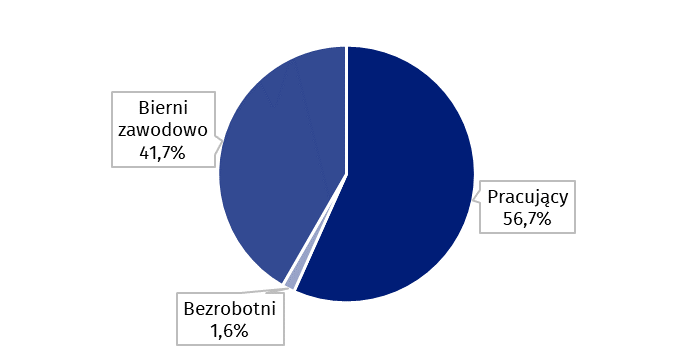 Bierni
zawodowo
41,7%
Pracujący
56,7%
Bezrobotni
1,6%